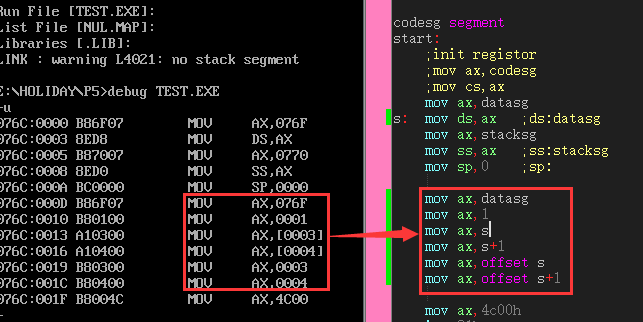 Run File [TEST.EXE]:
List File [NUL.MAP]:
Libraries [.LIB]:
LINK : warning L4021: no stack segment
E:\HOLIDAY\P5>debug TEST.EXE
-u
076C:0000 B86F07 MOV AX,076F
076C:0003 8ED8 MOV DS,AX
076C:0005 B87007 MOV AX,0770
076C:0008 8ED0 MOV SS,AX
076C:000A BC0000 MOV SP,0000
076C:000D B86F07 MOV AX,076F
076C:0010 B80100 MOV AX,0001
076C:0013 A10300 MOV AX,[0003]
076C:0016 A10400 MOV AX,[0004]
076C:0019 B80300 MOV AX,0003
076C:001C B80400 MOV AX,0004
076C:001F B8004C MOV AX,4C00
-
codesg segment
start:
;init registor
;mov ax,codesg
;mov cs,ax
mov ax,datasg
s: mov ds,ax ;ds:datasg
mov ax,stacksg
mov ss,ax ;ss:stacksg
mov sp,0 ;sp:
mov ax,datasg
mov ax,1
mov ax,s
mov ax,s+1
mov ax,offset s
mov ax,offset s+1
mov ax,4c00h